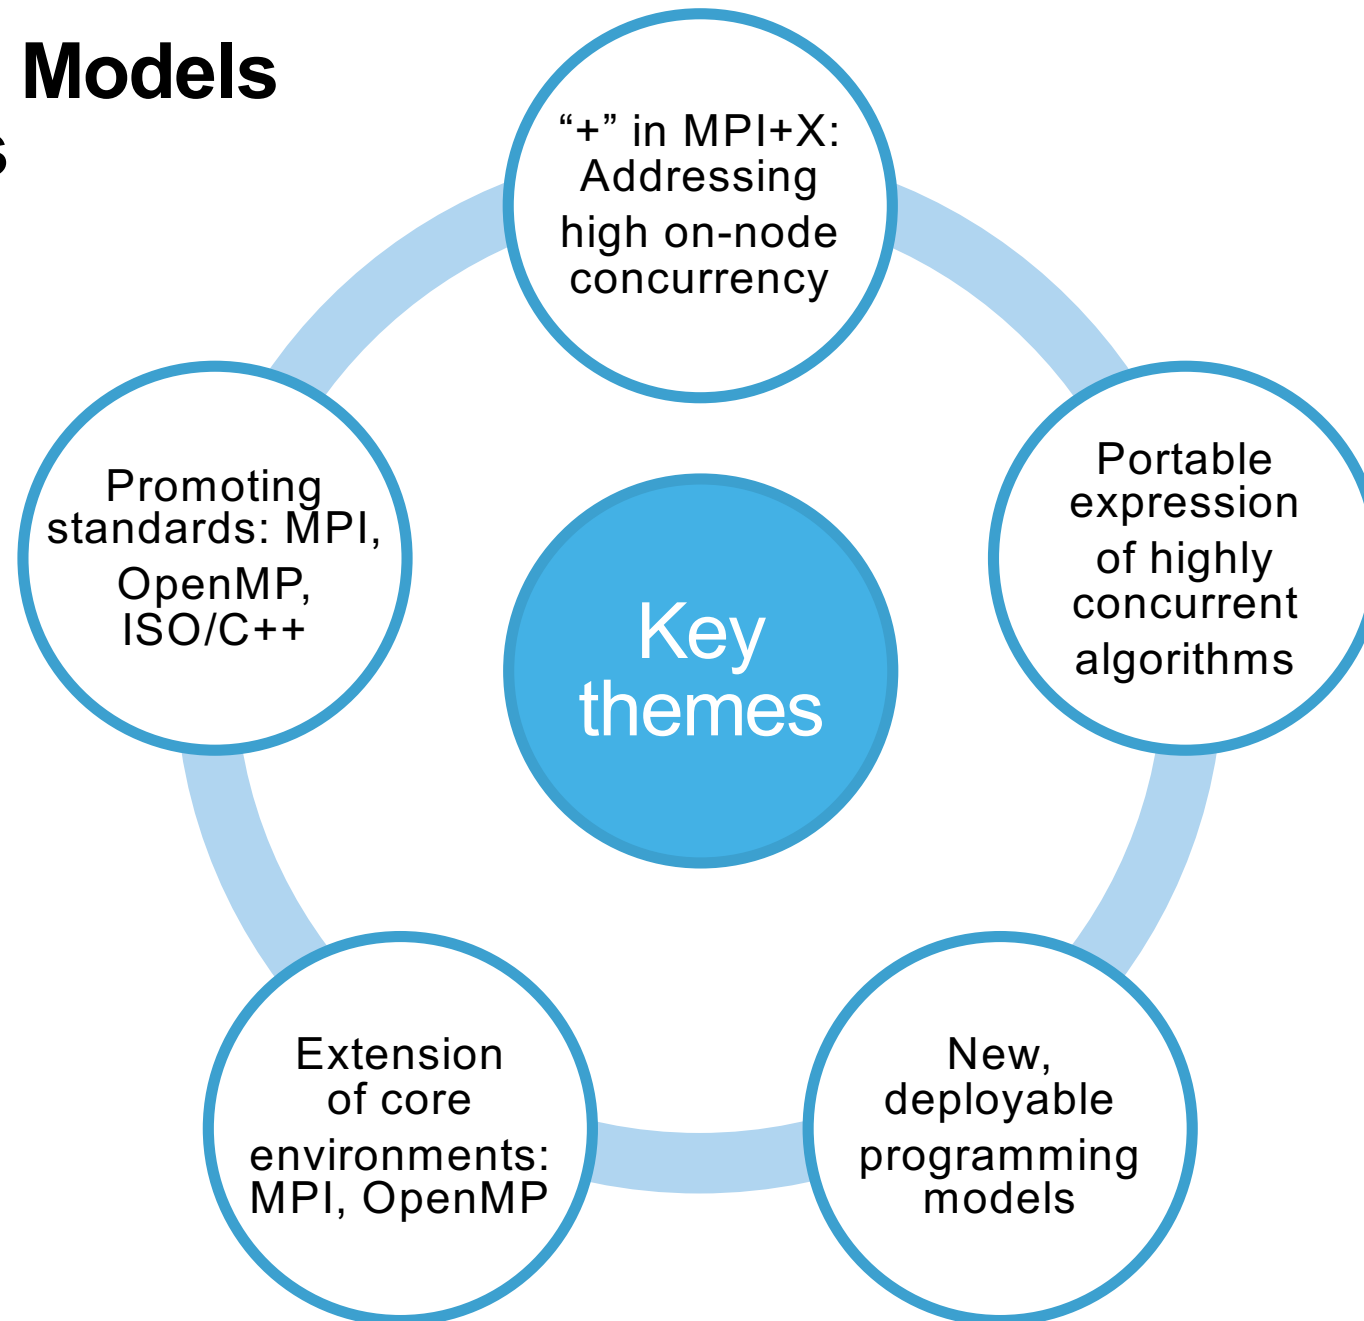 Models
s
“+” in MPI+X:
Addressing
high on-node
concurrency
Portable
expression
of highly
concurrent
algorithms
New,
deployable
programming
models
Extension
of core
environments:
MPI, OpenMP
Promoting
standards: MPI,
OpenMP,
ISO/C++
Key
themes